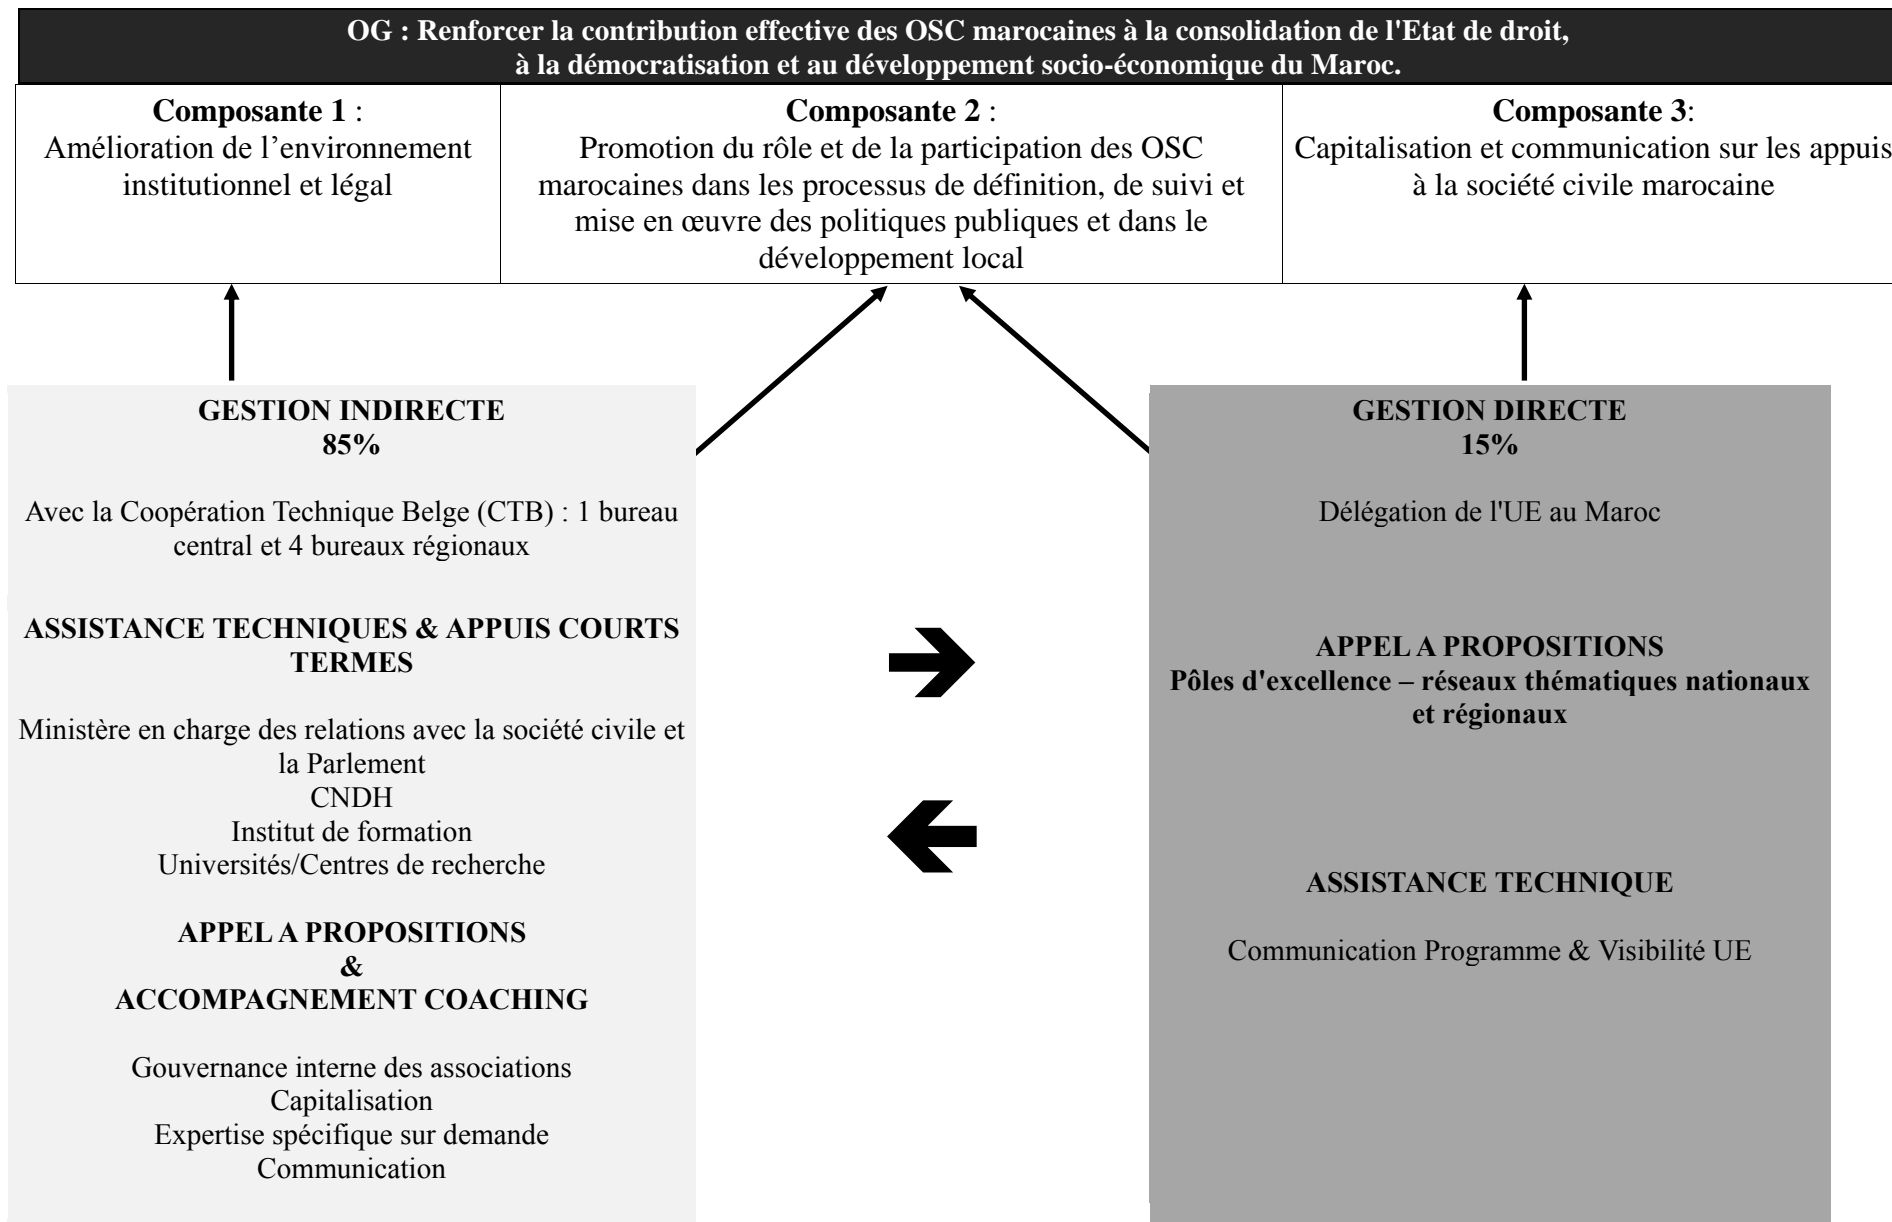 OG : Renforcer la contribution effective des OSC marocaines à la consolidation de l'Etat de droit,
à la démocratisation et au développement socio-économique du Maroc.
Composante 1 :
Amélioration de l’environnement
institutionnel et légal
Composante 2 :
Promotion du rôle et de la participation des OSC
marocaines dans les processus de définition, de suivi et
mise en œuvre des politiques publiques et dans le
développement local
Composante 3:
Capitalisation et communication sur les appuis
à la société civile marocaine
GESTION INDIRECTE
85%
Avec la Coopération Technique Belge (CTB) : 1 bureau
central et 4 bureaux régionaux
ASSISTANCE TECHNIQUES & APPUIS COURTS
TERMES
Ministère en charge des relations avec la société civile et
la Parlement
CNDH
Institut de formation
Universités/Centres de recherche
APPEL A PROPOSITIONS
&
ACCOMPAGNEMENT COACHING
Gouvernance interne des associations
Capitalisation
Expertise spécifique sur demande
Communication
GESTION DIRECTE
15%
Délégation de l'UE au Maroc
APPEL A PROPOSITIONS
Pôles d'excellence – réseaux thématiques nationaux
et régionaux
ASSISTANCE TECHNIQUE
Communication Programme & Visibilité UE